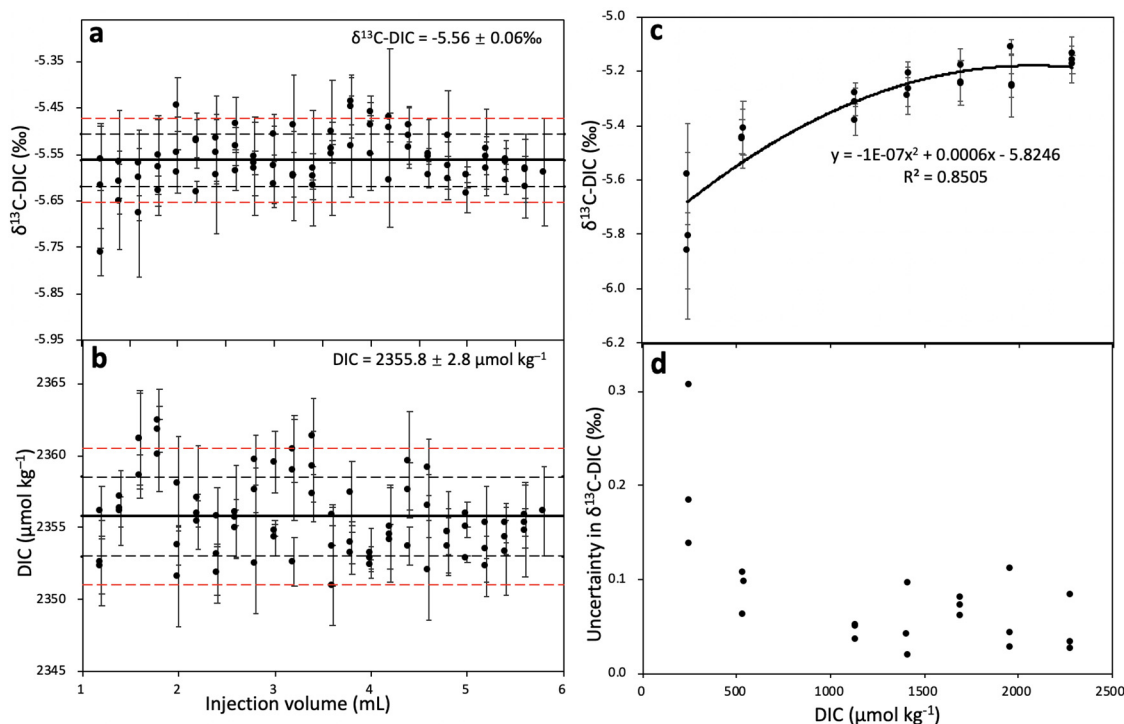 a
δ¹³C-DIC = -5.56 ± 0.06‰
-5.35
-5.45
-5.55
-5.65
-5.75
-5.85
-5.95
δ¹³C-DIC (‰)
b
DIC = 2355.8 ± 2.8 µmol kg⁻¹
2365
2360
2355
2350
2345
DIC (µmol kg⁻¹)
1 2 3 4 5 6
Injection volume (mL)
c
-5.0
-5.2
-5.4
-5.6
-5.8
-6.0
-6.2
δ¹³C-DIC (‰)
y = -1E-07x² + 0.0006x - 5.8246
R² = 0.8505
d
0.3
0.2
0.1
0.0
Uncertainty in δ¹³C-DIC (‰)
0 500 1000 1500 2000 2500
DIC (µmol kg⁻¹)